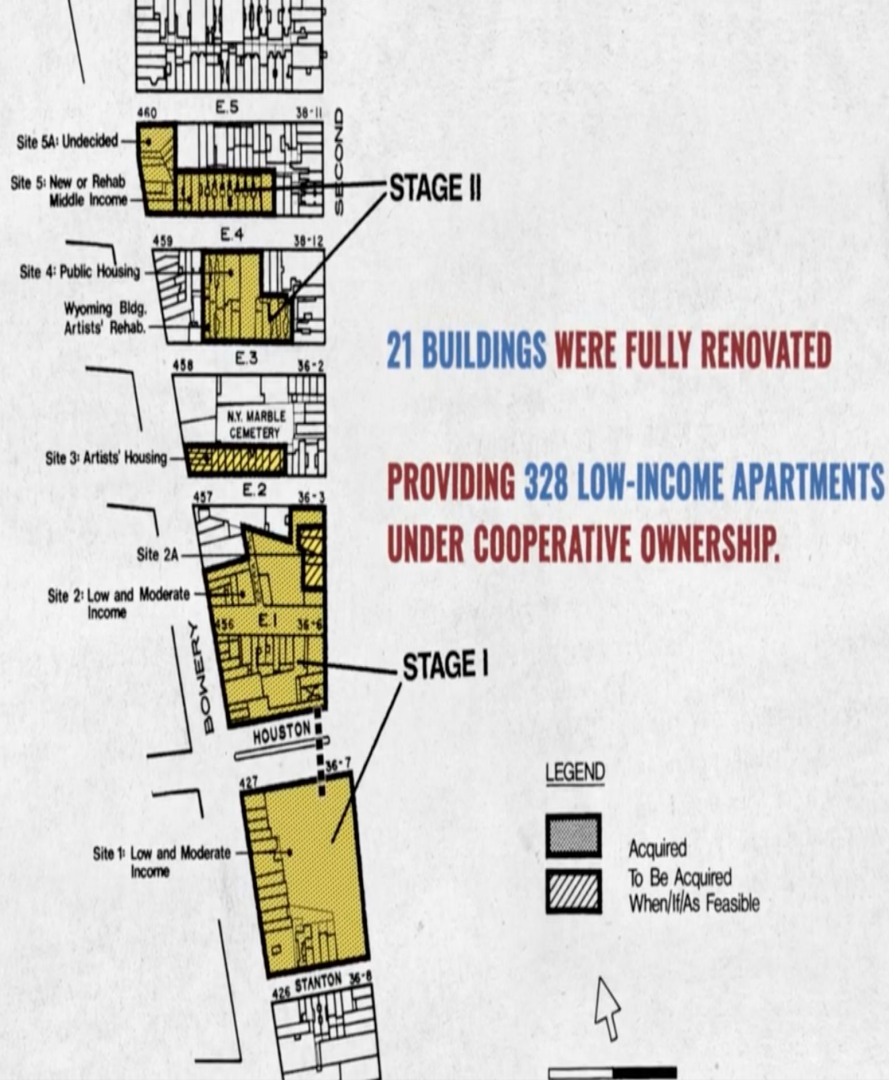 E.5
460
38-11
SECOND
Site 5A: Undecided
Site 5: New or Rehab
Middle Income
STAGE II
E.4
459
38-12
Site 4: Public Housing
Wyoming Bldg.
Artists' Rehab.
21 BUILDINGS WERE FULLY RENOVATED
E.3
458
36-2
N.Y. MARBLE
CEMETERY
Site 3: Artists' Housing
PROVIDING 328 LOW-INCOME APARTMENTS
UNDER COOPERATIVE OWNERSHIP.
E.2
457
36-3
Site 2A
Site 2: Low and Moderate
Income
456
E.1
36-6
BOWERY
STAGE I
HOUSTON
36-7
427
LEGEND
Site 1: Low and Moderate
Income
Acquired
To Be Acquired
When/If/As Feasible
426
STANTON
36-8